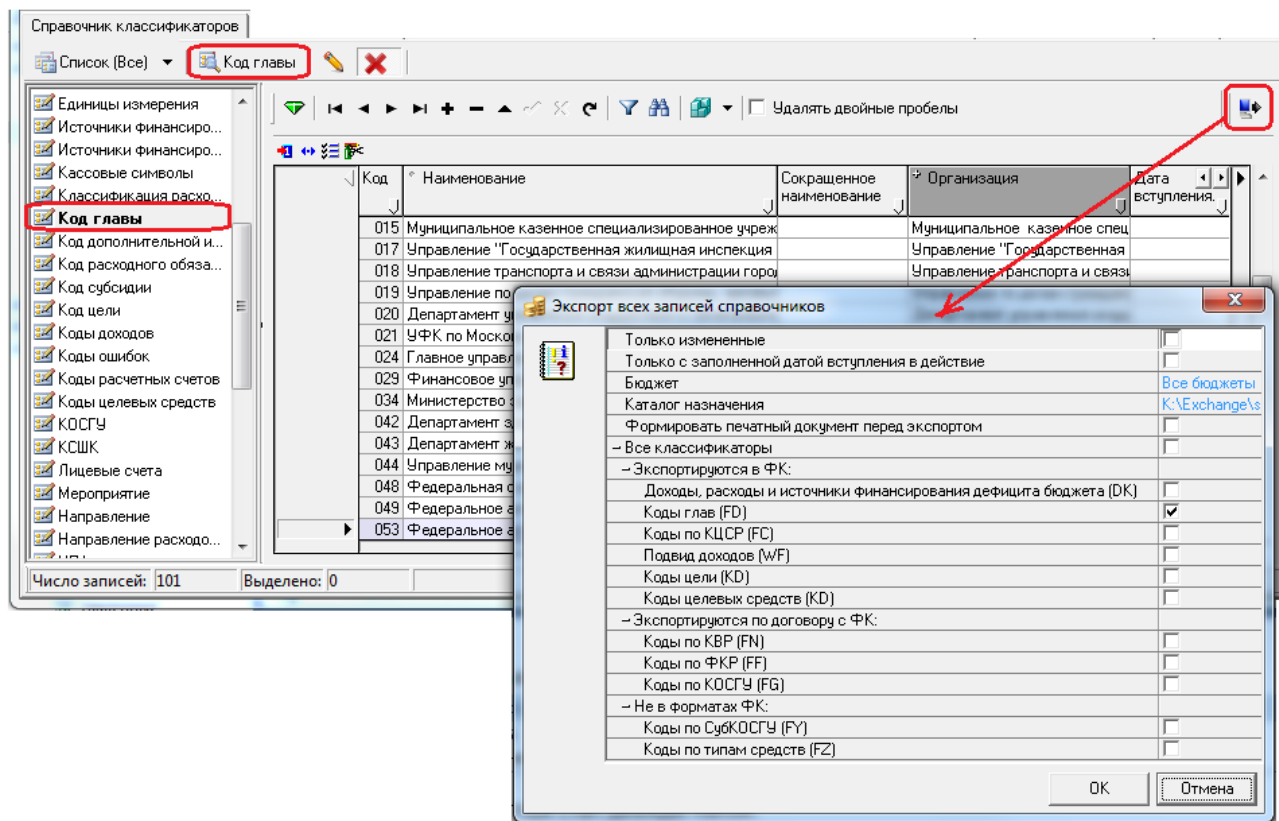 Справочник классификаторов
Список (Все) Код главы
Единицы измерения
Источники финансиро...
Источники финансиро...
Кассовые символы
Классификация расхо...
Код главы
Код дополнительной и...
Код расходного обяза...
Код субсидии
Код цели
Коды доходов
Коды ошибок
Коды расчетных счетов
Коды целевых средств
КОСГУ
КСШК
Лицевые счета
Мероприятие
Направление
Направление расходо...
Удалять двойные пробелы
Код Наименование Сокращенное наименование Организация Дата вступления.
015 Муниципальное казенное специализированное учреж Муниципальное казенное спец
017 Управление "Государственная жилищная инспекция Управление "Государственная
018 Управление транспорта и связи администрации горо Управление транспорта и связи
019 Управление по
020 Департамент у
021 УФК по Моско
024 Главное управл
029 Финансовое уп
034 Министерство
042 Департамент з
043 Департамент ж
044 Управление му
048 Федеральная с
049 Федеральное а
053 Федеральное а
Число записей: 101 Выделено: 0
Экспорт всех записей справочников
Только измененные
Только с заполненной датой вступления в действие
Бюджет Все бюджеты
Каталог назначения K:\Exchange\s
Формировать печатный документ перед экспортом
Все классификаторы
Экспортируются в ФК:
Доходы, расходы и источники финансирования дефицита бюджета (DK)
Коды глав (FD)
Коды по КЦСР (FC)
Подвид доходов (WF)
Коды цели (KD)
Коды целевых средств (KD)
Экспортируются по договору с ФК:
Коды по КВР (FN)
Коды по ФКР (FF)
Коды по КОСГУ (FG)
Не в форматах ФК:
Коды по СубКОСГУ (FY)
Коды по типам средств (FZ)
OK Отмена